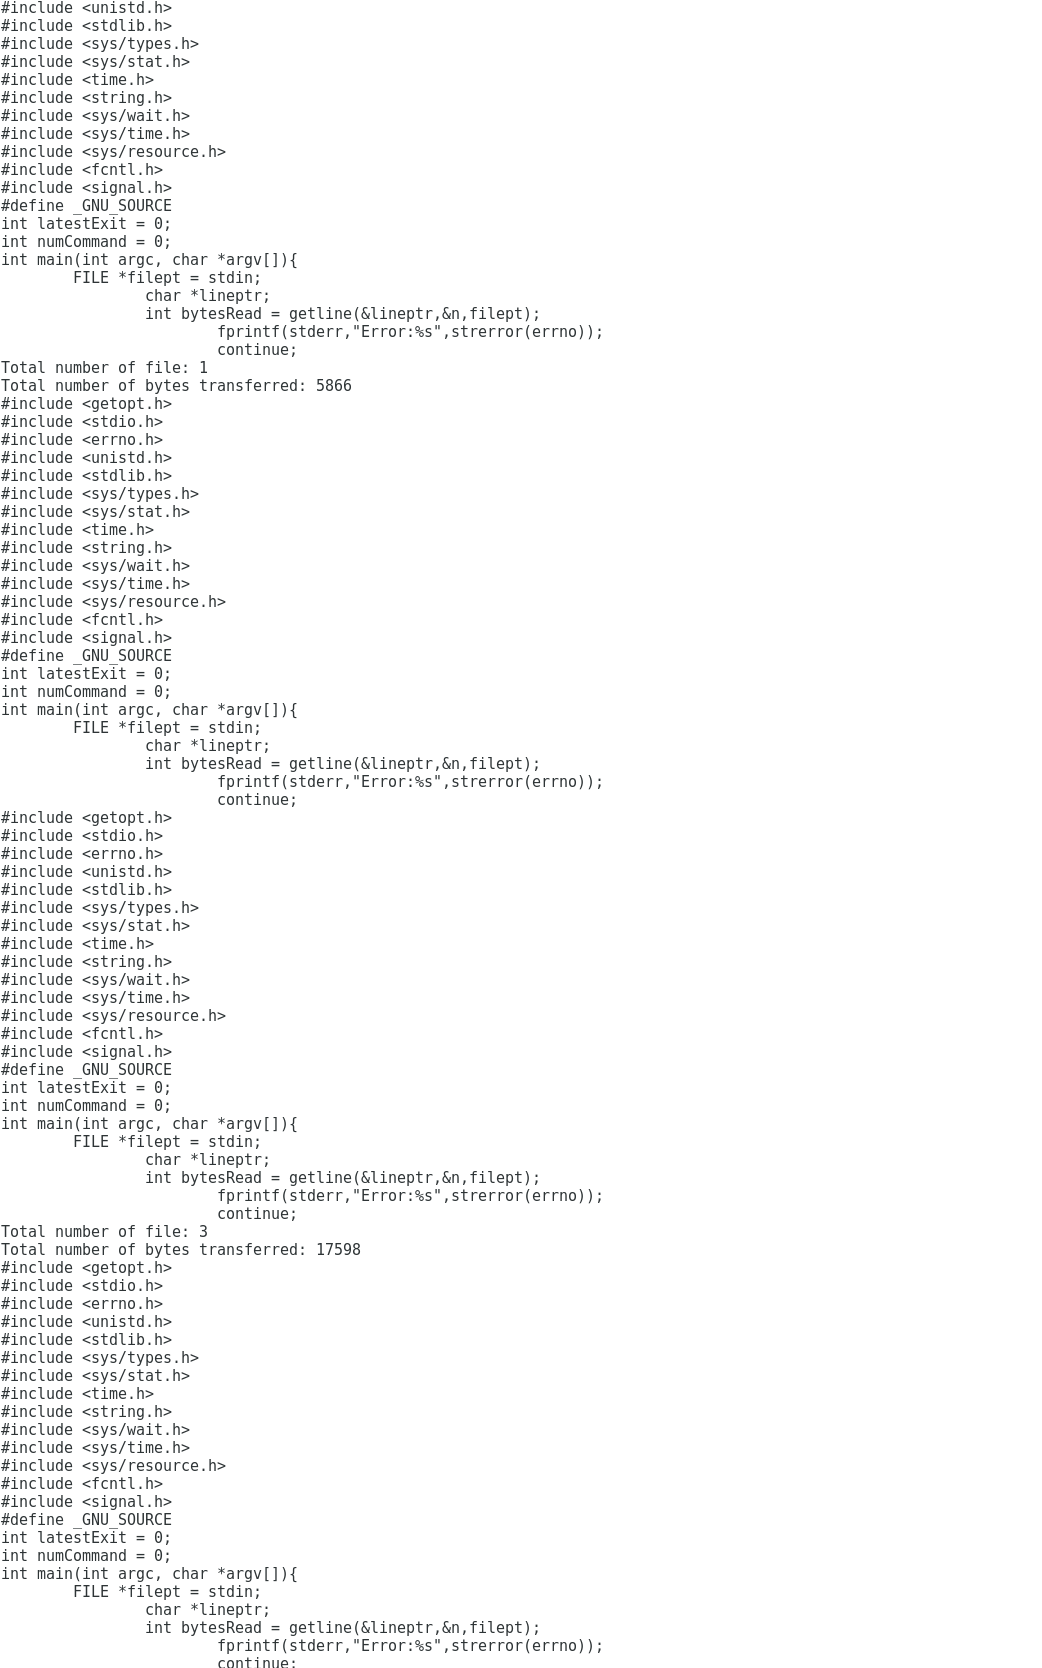 #include <unistd.h>
#include <stdlib.h>
#include <sys/types.h>
#include <sys/stat.h>
#include <time.h>
#include <string.h>
#include <sys/wait.h>
#include <sys/time.h>
#include <sys/resource.h>
#include <fcntl.h>
#include <signal.h>
#define _GNU_SOURCE
int latestExit = 0;
int numCommand = 0;
int main(int argc, char *argv[]){
        FILE *filept = stdin;
                char *lineptr;
                int bytesRead = getline(&lineptr,&n,filept);
                        fprintf(stderr,"Error:%s",strerror(errno));
                        continue;
Total number of file: 1
Total number of bytes transferred: 5866
#include <getopt.h>
#include <stdio.h>
#include <errno.h>
#include <unistd.h>
#include <stdlib.h>
#include <sys/types.h>
#include <sys/stat.h>
#include <time.h>
#include <string.h>
#include <sys/wait.h>
#include <sys/time.h>
#include <sys/resource.h>
#include <fcntl.h>
#include <signal.h>
#define _GNU_SOURCE
int latestExit = 0;
int numCommand = 0;
int main(int argc, char *argv[]){
        FILE *filept = stdin;
                char *lineptr;
                int bytesRead = getline(&lineptr,&n,filept);
                        fprintf(stderr,"Error:%s",strerror(errno));
                        continue;
#include <getopt.h>
#include <stdio.h>
#include <errno.h>
#include <unistd.h>
#include <stdlib.h>
#include <sys/types.h>
#include <sys/stat.h>
#include <time.h>
#include <string.h>
#include <sys/wait.h>
#include <sys/time.h>
#include <sys/resource.h>
#include <fcntl.h>
#include <signal.h>
#define _GNU_SOURCE
int latestExit = 0;
int numCommand = 0;
int main(int argc, char *argv[]){
        FILE *filept = stdin;
                char *lineptr;
                int bytesRead = getline(&lineptr,&n,filept);
                        fprintf(stderr,"Error:%s",strerror(errno));
                        continue;
Total number of file: 3
Total number of bytes transferred: 17598
#include <getopt.h>
#include <stdio.h>
#include <errno.h>
#include <unistd.h>
#include <stdlib.h>
#include <sys/types.h>
#include <sys/stat.h>
#include <time.h>
#include <string.h>
#include <sys/wait.h>
#include <sys/time.h>
#include <sys/resource.h>
#include <fcntl.h>
#include <signal.h>
#define _GNU_SOURCE
int latestExit = 0;
int numCommand = 0;
int main(int argc, char *argv[]){
        FILE *filept = stdin;
                char *lineptr;
                int bytesRead = getline(&lineptr,&n,filept);
                        fprintf(stderr,"Error:%s",strerror(errno));
                        continue;